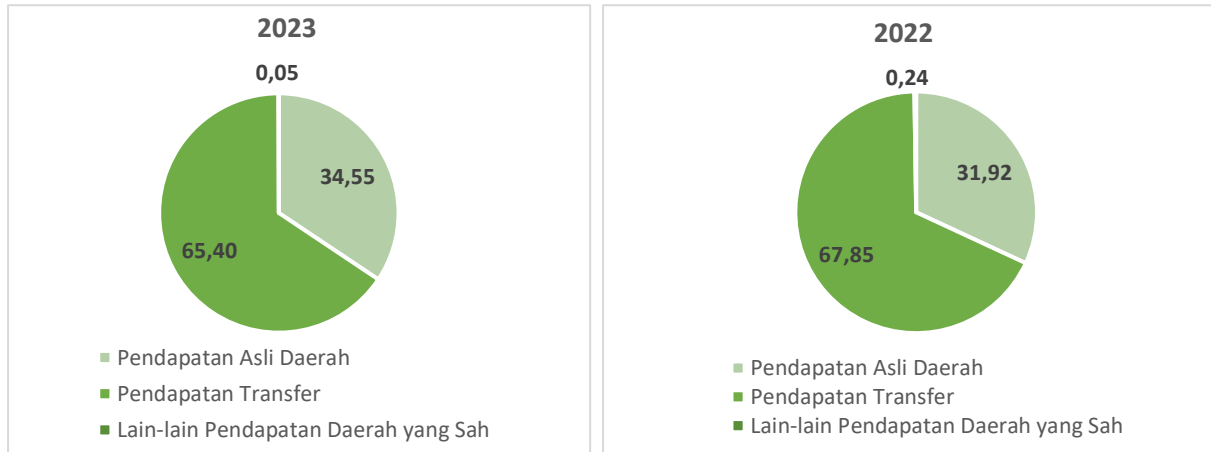 2023
0,05
34,55
65,40
Pendapatan Asli Daerah
Pendapatan Transfer
Lain-lain Pendapatan Daerah yang Sah
2022
0,24
31,92
67,85
Pendapatan Asli Daerah
Pendapatan Transfer
Lain-lain Pendapatan Daerah yang Sah